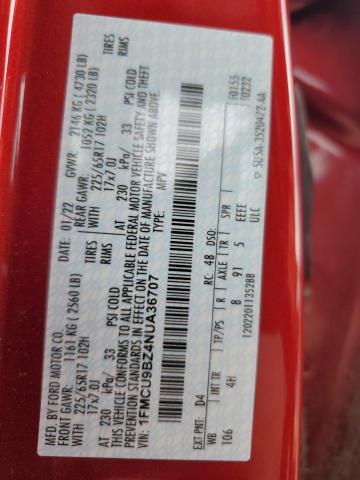 MFD. BY FORD MOTOR CO.
DATE: 01/22 GVWR: 2146 KG ( 4730 LB)
FRONT GAWR: 1161 KG ( 2560 LB) REAR GAWR: 1052 KG ( 2320 LB)
WITH 225/65R17 102H TIRES WITH 225/65R17 102H TIRES
17x7.0J RIMS 17x7.0J RIMS
AT 230 kPa/ 33 PSI COLD AT 230 kPa/ 33 PSI COLD
THIS VEHICLE CONFORMS TO ALL APPLICABLE FEDERAL MOTOR VEHICLE SAFETY AND THEFT
PREVENTION STANDARDS IN EFFECT ON THE DATE OF MANUFACTURE SHOWN ABOVE.
VIN: 1FMCU9BZ4NUA36707 TYPE: MPV
F0155
T0232
EXT PNT: D4 RC: 48 DSO:
WB INT TR TP/PS R AXLE TR SPR
106 4H 8 91 5 EEEE
1202201135288 ULC
▽ SU5A-3520472-AA